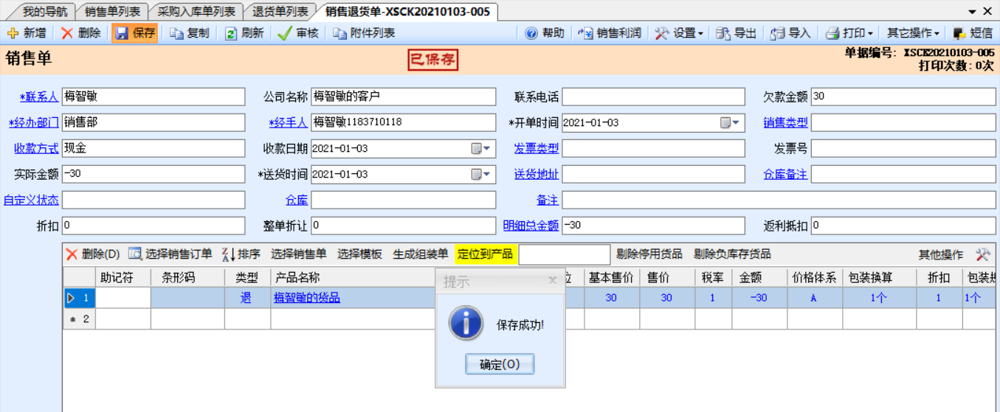 我的导航 销售单列表 采购入库单列表 退货单列表 销售退货单-XSCK20210103-005
新增 删除 保存 复制 刷新 审核 附件列表 帮助 销售利润 设置 导出 导入 打印 其它操作 短信
销售单 已保存 单据编号: XSCK20210103-005
打印次数: 0次
*联系人 梅智敏 公司名称 梅智敏的客户 联系电话 欠款金额 30
*经办部门 销售部 *经手人 梅智敏1183710118 *开单时间 2021-01-03 销售类型
收款方式 现金 收款日期 2021-01-03 发票类型 发票号
实际金额 -30 *送货时间 2021-01-03 送货地址 仓库备注
自定义状态 仓库 备注
折扣 0 整单折让 0 明细总金额 -30 返利抵扣 0
删除(D) 选择销售订单 排序 选择销售单 选择模板 生成组装单 定位到产品 剔除停用货品 剔除负库存货品 其他操作
助记符 条形码 类型 产品名称 位 基本售价 售价 税率 金额 价格体系 包装换算 折扣 包装换
1 退 梅智敏的货品 30 30 1 -30 A 1个 1 1个
* 2
提示
保存成功!
确定(O)